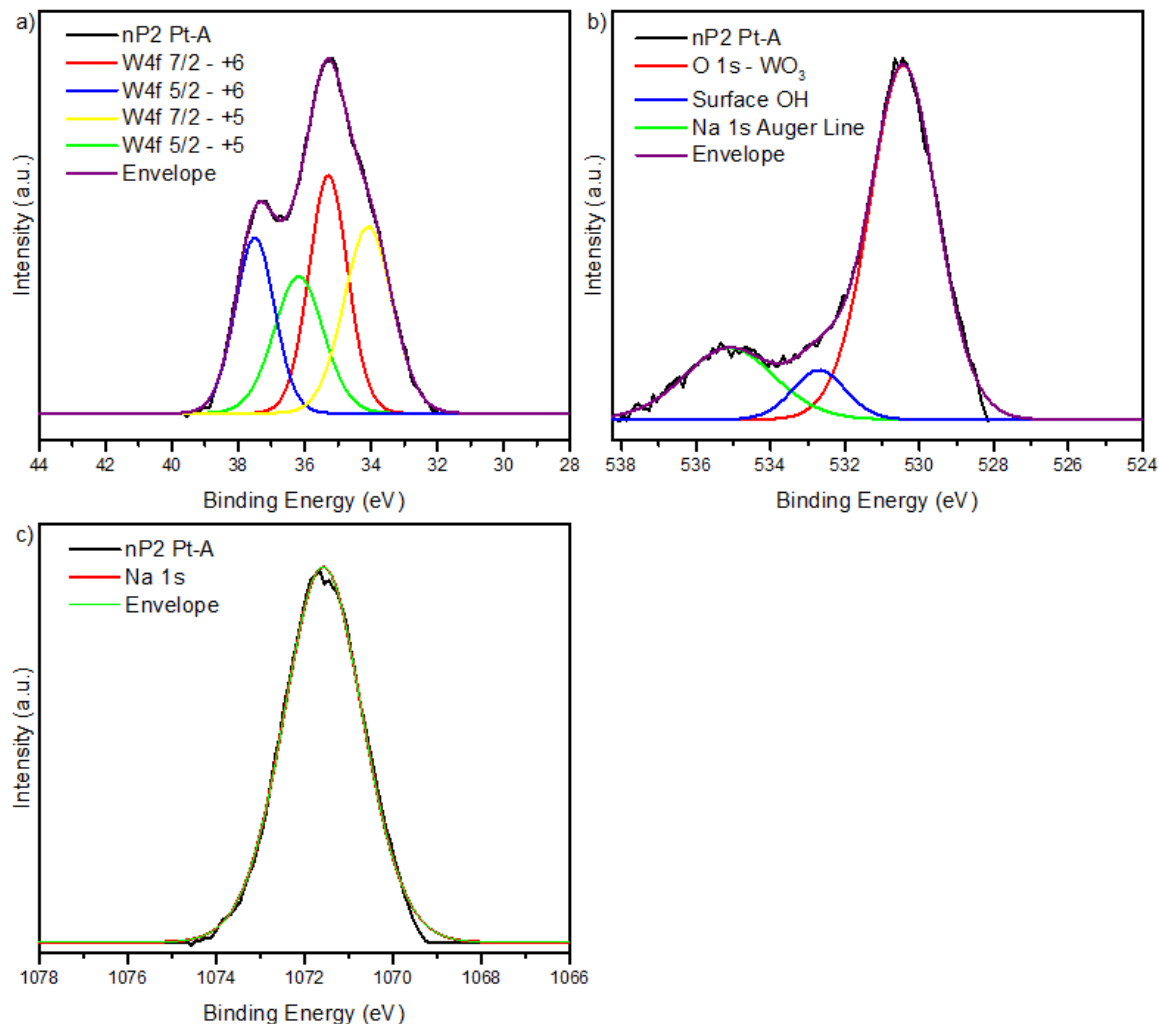 a)
nP2 Pt-A
W4f 7/2 - +6
W4f 5/2 - +6
W4f 7/2 - +5
W4f 5/2 - +5
Envelope
Intensity (a.u.)
44 42 40 38 36 34 32 30 28
Binding Energy (eV)
b)
nP2 Pt-A
O 1s - WO₃
Surface OH
Na 1s Auger Line
Envelope
Intensity (a.u.)
538 536 534 532 530 528 526 524
Binding Energy (eV)
c)
nP2 Pt-A
Na 1s
Envelope
Intensity (a.u.)
1078 1076 1074 1072 1070 1068 1066
Binding Energy (eV)